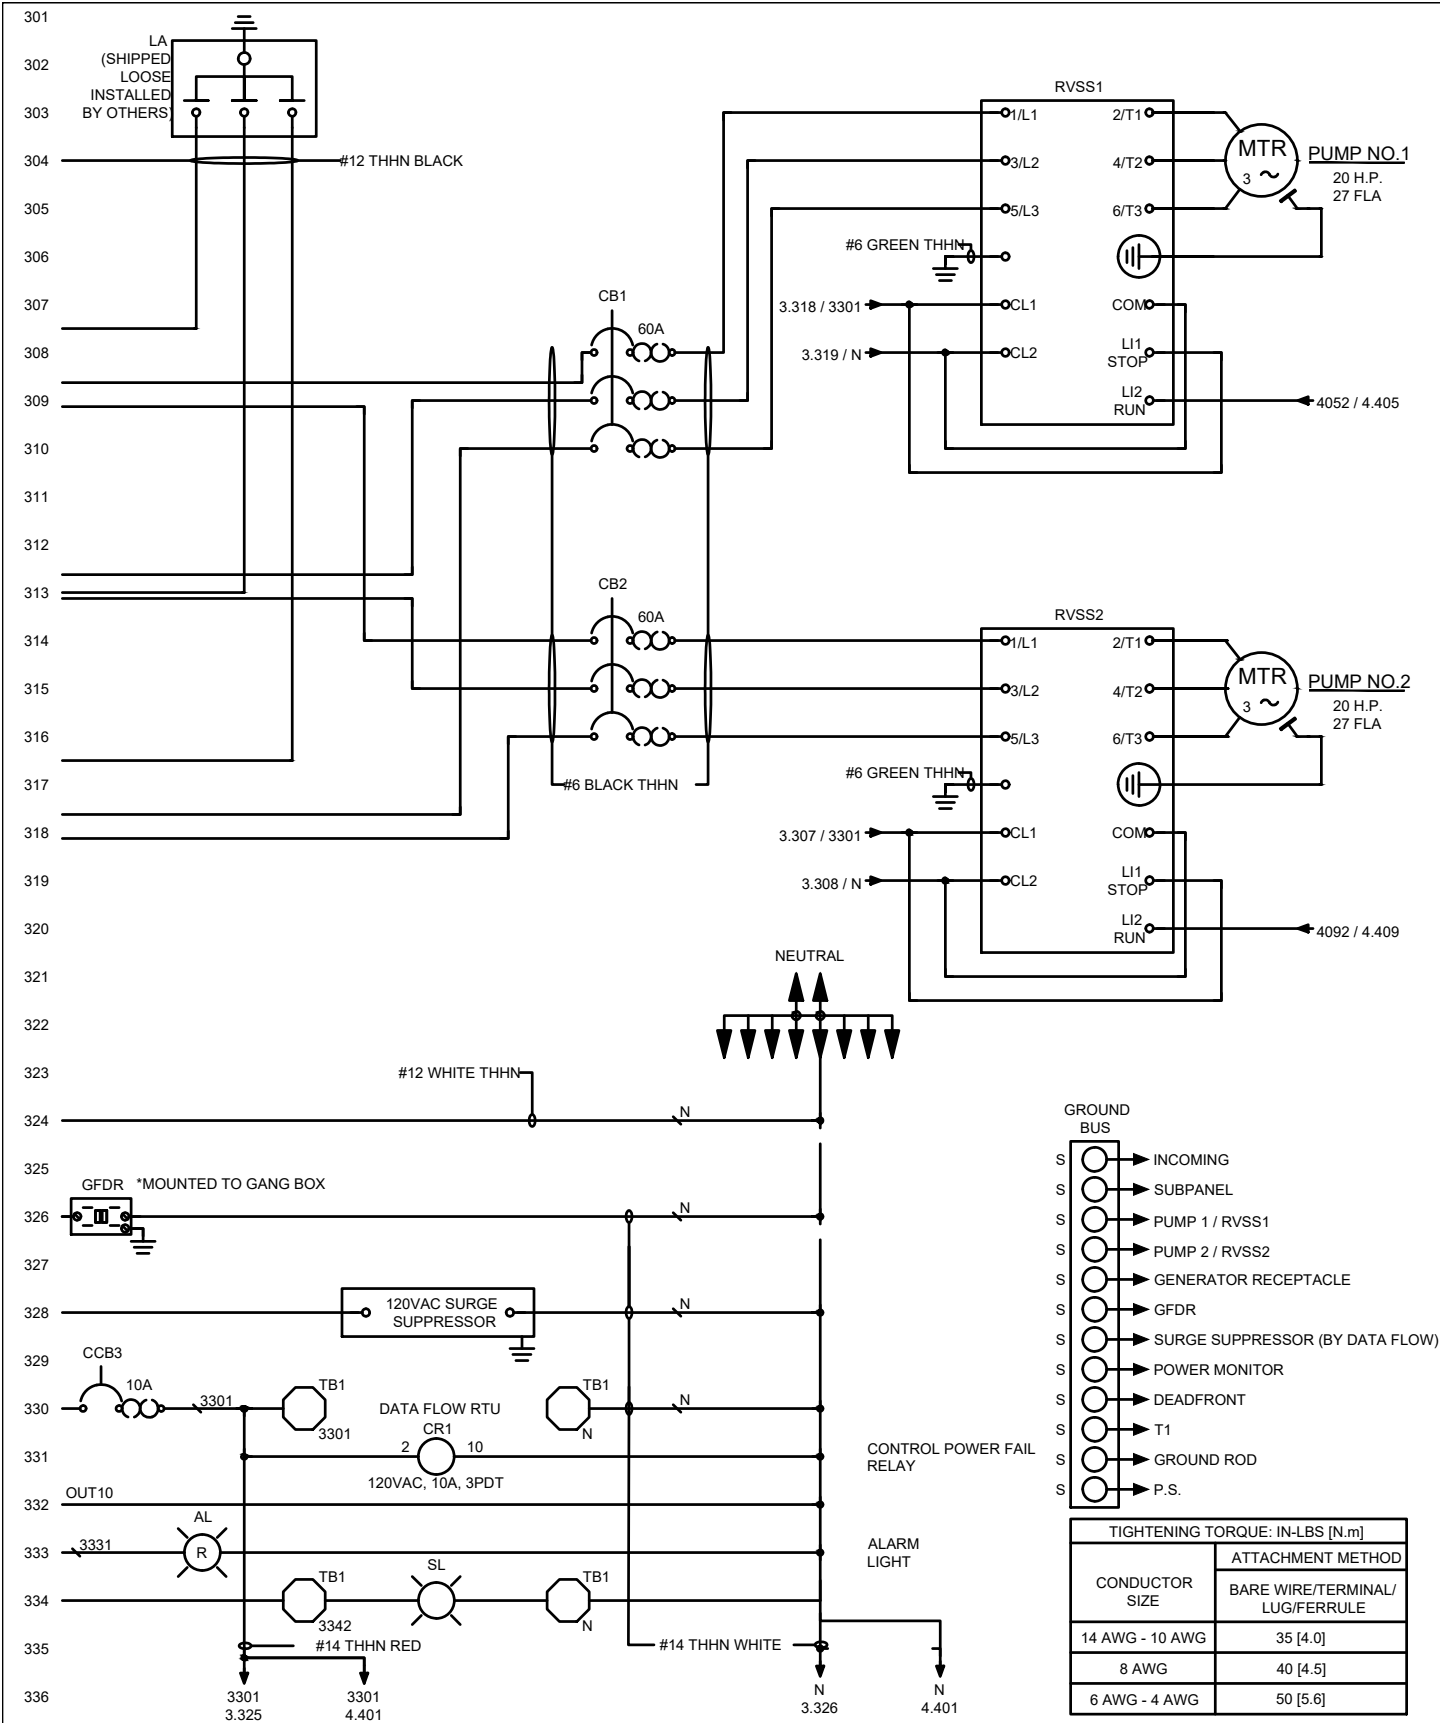 301
LA
(SHIPPED
LOOSE
INSTALLED
BY OTHERS)
302
303
304
#12 THHN BLACK
305
306
307
308
309
310
311
312
313
314
315
316
317
318
319
320
321
322
323
324
325
326
327
328
329
330
331
332
333
334
335
336
RVSS1
1/L1
2/T1
3/L2
4/T2
5/L3
6/T3
MTR
3 ~
PUMP NO.1
20 H.P.
27 FLA
#6 GREEN THHN
3.318 / 3301
CL1
COM
3.319 / N
CL2
LI1
STOP
LI2
RUN
4052 / 4.405
CB1
60A
CB2
60A
#6 BLACK THHN
RVSS2
1/L1
2/T1
3/L2
4/T2
5/L3
6/T3
MTR
3 ~
PUMP NO.2
20 H.P.
27 FLA
#6 GREEN THHN
3.307 / 3301
CL1
COM
3.308 / N
CL2
LI1
STOP
LI2
RUN
4092 / 4.409
NEUTRAL
#12 WHITE THHN
N
GFDR *MOUNTED TO GANG BOX
N
120VAC SURGE
SUPPRESSOR
N
CCB3
10A
3301
TB1
3301
TB1
N
N
DATA FLOW RTU
CR1
2
10
120VAC, 10A, 3PDT
CONTROL POWER FAIL
RELAY
OUT10
3331
AL
R
ALARM
LIGHT
TB1
3342
SL
TB1
N
#14 THHN RED
#14 THHN WHITE
3301
3.325
3301
4.401
N
3.326
N
4.401
GROUND
BUS
S INCOMING
S SUBPANEL
S PUMP 1 / RVSS1
S PUMP 2 / RVSS2
S GENERATOR RECEPTACLE
S GFDR
S SURGE SUPPRESSOR (BY DATA FLOW)
S POWER MONITOR
S DEADFRONT
S T1
S GROUND ROD
S P.S.
TIGHTENING TORQUE: IN-LBS [N.m]
CONDUCTOR
SIZE
ATTACHMENT METHOD
BARE WIRE/TERMINAL/
LUG/FERRULE
14 AWG - 10 AWG 35 [4.0]
8 AWG 40 [4.5]
6 AWG - 4 AWG 50 [5.6]